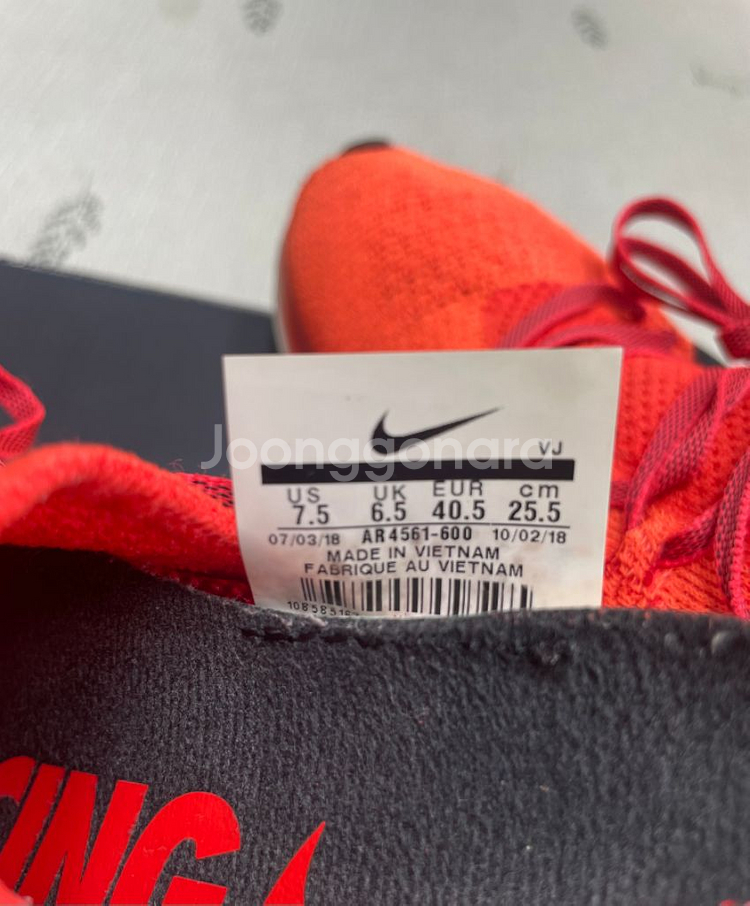 Joonggonara
VJ
US UK EUR cm
7.5 6.5 40.5 25.5
07/03/18 AR4561-600 10/02/18
MADE IN VIETNAM
FABRIQUE AU VIETNAM